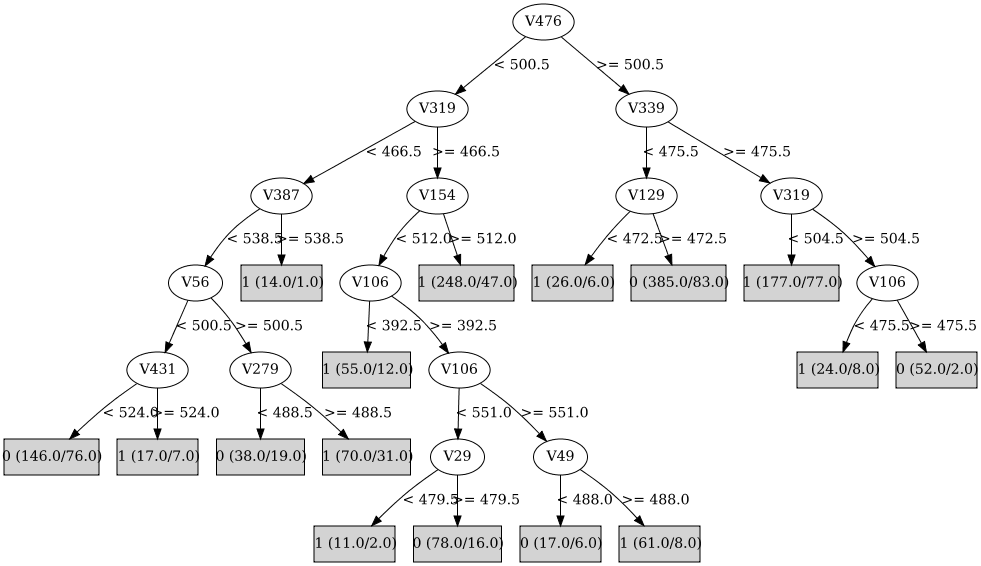 V476
< 500.5 >= 500.5
V319 V339
< 466.5 >= 466.5 < 475.5 >= 475.5
V387 V154 V129 V319
< 538.5 >= 538.5 < 512.0 >= 512.0 < 472.5 >= 472.5 < 504.5 >= 504.5
V56 1 (14.0/1.0) V106 1 (248.0/47.0) 1 (26.0/6.0) 0 (385.0/83.0) 1 (177.0/77.0) V106
< 500.5 >= 500.5 < 392.5 >= 392.5 < 475.5 >= 475.5
V431 V279 1 (55.0/12.0) V106 1 (24.0/8.0) 0 (52.0/2.0)
< 524.0 >= 524.0 < 488.5 >= 488.5 < 551.0 >= 551.0
0 (146.0/76.0) 1 (17.0/7.0) 0 (38.0/19.0) 1 (70.0/31.0) V29 V49
< 479.5 >= 479.5 < 488.0 >= 488.0
1 (11.0/2.0) 0 (78.0/16.0) 0 (17.0/6.0) 1 (61.0/8.0)